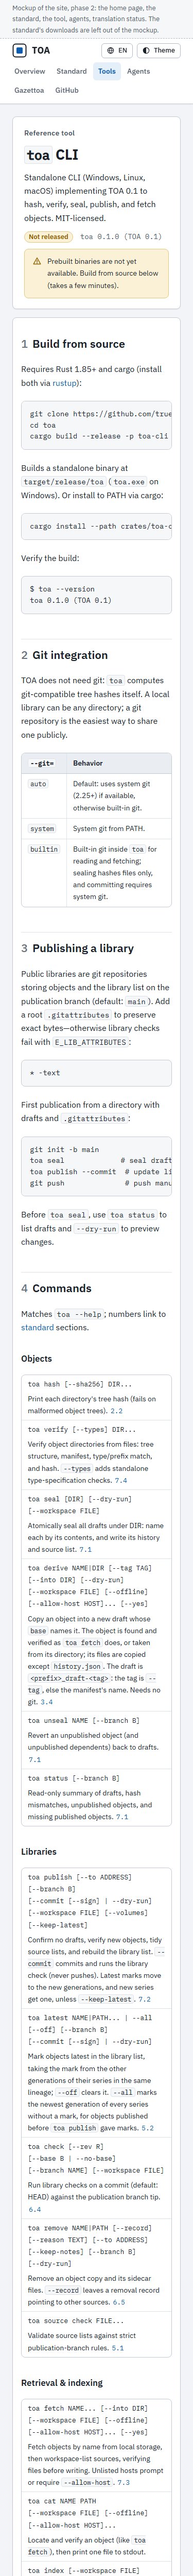 Mockup of the site, phase 2: the home page, the
standard, the tool, agents, translation status. The
standard's downloads are left out of the mockup.
TOA
EN
Theme
Overview Standard Tools Agents
Gazettoa GitHub
Reference tool
toa CLI
Standalone CLI (Windows, Linux,
macOS) implementing TOA 0.1 to
hash, verify, seal, publish, and fetch
objects. MIT-licensed.
Not released toa 0.1.0 (TOA 0.1)
Prebuilt binaries are not yet
available. Build from source below
(takes a few minutes).
1 Build from source
Requires Rust 1.85+ and cargo (install
both via rustup):
git clone https://github.com/true
cd toa
cargo build --release -p toa-cli
Builds a standalone binary at
target/release/toa (toa.exe on
Windows). Or install to PATH via cargo:
cargo install --path crates/toa-c
Verify the build:
$ toa --version
toa 0.1.0 (TOA 0.1)
2 Git integration
TOA does not need git: toa computes
git-compatible tree hashes itself. A local
library can be any directory; a git
repository is the easiest way to share
one publicly.
--git= Behavior
auto Default: uses system git
(2.25+) if available,
otherwise built-in git.
system System git from PATH.
builtin Built-in git inside toa for
reading and fetching;
sealing hashes files only,
and committing requires
system git.
3 Publishing a library
Public libraries are git repositories
storing objects and the library list on the
publication branch (default: main). Add
a root .gitattributes to preserve
exact bytes—otherwise library checks
fail with E_LIB_ATTRIBUTES:
* -text
First publication from a directory with
drafts and .gitattributes:
git init -b main
toa seal # seal draft
toa publish --commit # update li
git push # push manu
Before toa seal, use toa status to
list drafts and --dry-run to preview
changes.
4 Commands
Matches toa --help; numbers link to
standard sections.
Objects
toa hash [--sha256] DIR...
Print each directory's tree hash (fails on
malformed object trees). 2.2
toa verify [--types] DIR...
Verify object directories from files: tree
structure, manifest, type/prefix match,
and hash. --types adds standalone
type-specification checks. 7.4
toa seal [DIR] [--dry-run]
[--workspace FILE]
Atomically seal all drafts under DIR: name
each by its contents, and write its history
and source list. 7.1
toa derive NAME|DIR [--tag TAG]
[--into DIR] [--dry-run]
[--workspace FILE] [--offline]
[--allow-host HOST]... [--yes]
Copy an object into a new draft whose
base names it. The object is found and
verified as toa fetch does, or taken
from its directory; its files are copied
except history.json. The draft is
<prefix>_draft-<tag>: the tag is --
tag, else the manifest's name. Needs no
git. 3.4
toa unseal NAME [--branch B]
Revert an unpublished object (and
unpublished dependents) back to drafts.
7.1
toa status [--branch B]
Read-only summary of drafts, hash
mismatches, unpublished objects, and
missing published objects. 7.1
Libraries
toa publish [--to ADDRESS]
[--branch B]
[--commit [--sign] | --dry-run]
[--workspace FILE] [--volumes]
[--keep-latest]
Confirm no drafts, verify new objects, tidy
source lists, and rebuild the library list. --
commit commits and runs the library
check (never pushes). Latest marks move
to the new generations, and new series
get one, unless --keep-latest. 7.2
toa latest NAME|PATH... | --all
[--off] [--branch B]
[--commit [--sign] | --dry-run]
Mark objects latest in the library list,
taking the mark from the other
generations of their series in the same
lineage; --off clears it. --all marks
the newest generation of every series
without a mark, for objects published
before toa publish gave marks. 5.2
toa check [--rev R]
[--base B | --no-base]
[--branch NAME] [--workspace FILE]
Run library checks on a commit (default:
HEAD) against the publication branch tip.
6.4
toa remove NAME|PATH [--record]
[--reason TEXT] [--to ADDRESS]
[--keep-notes] [--branch B]
[--dry-run]
Remove an object copy and its sidecar
files. --record leaves a removal record
pointing to other sources. 6.5
toa source check FILE...
Validate source lists against strict
publication-branch rules. 5.1
Retrieval & indexing
toa fetch NAME... [--into DIR]
[--workspace FILE] [--offline]
[--allow-host HOST]... [--yes]
Fetch objects by name from local storage,
then workspace-list sources, verifying
files before writing. Unlisted hosts prompt
or require --allow-host. 7.3
toa cat NAME PATH
[--workspace FILE] [--offline]
[--allow-host HOST]...
Locate and verify an object (like toa
fetch), then print one file to stdout.
toa index [--workspace FILE]